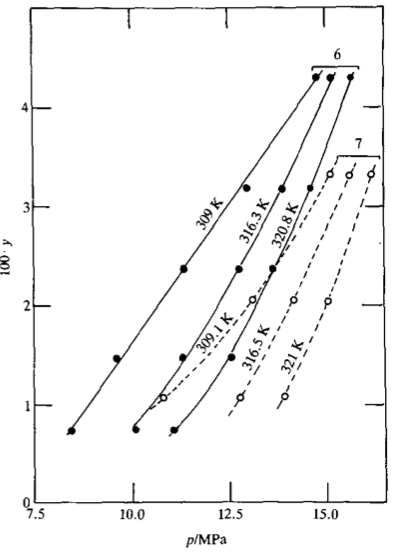 6
7
4
3
2
1
0
100 · y
309 K
316.3 K
320.8 K
309.1 K
316.5 K
321 K
7.5 10.0 12.5 15.0
p/MPa